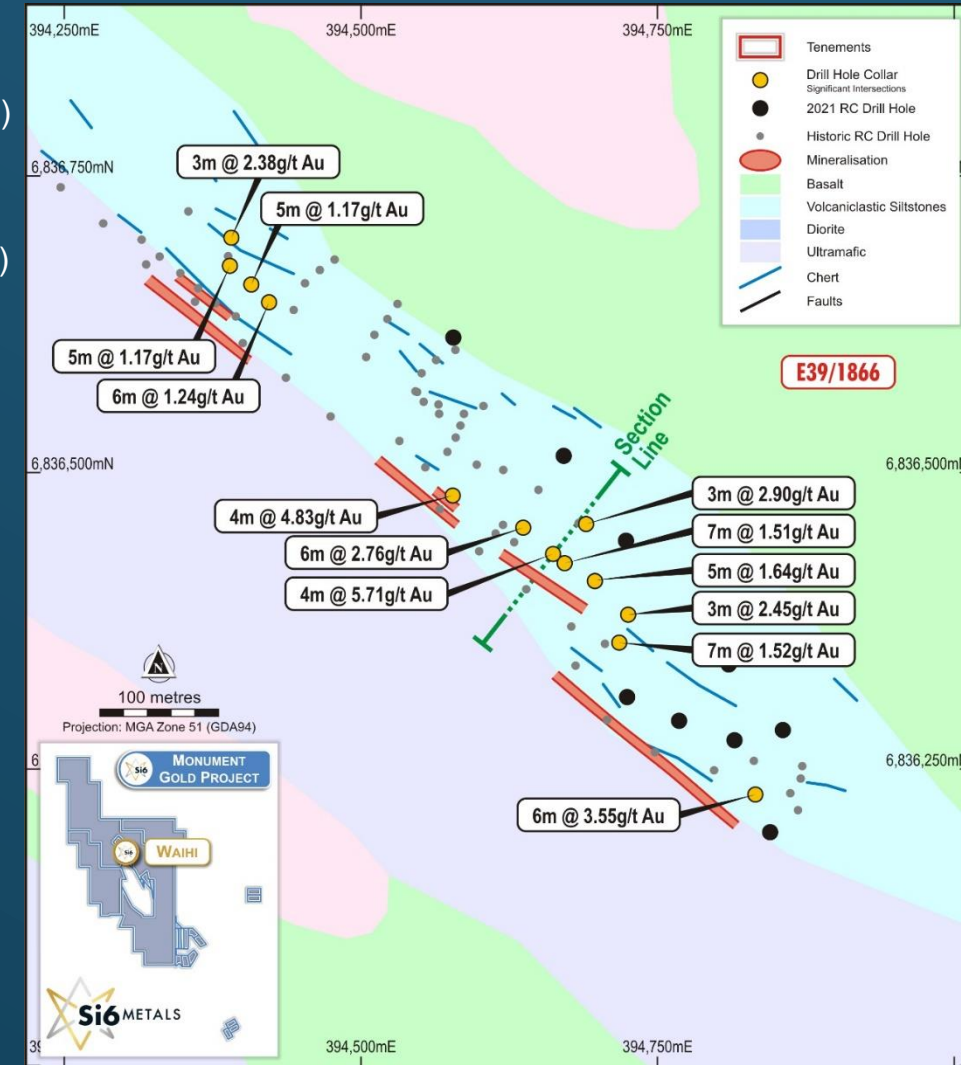 394,250mE
394,500mE
394,750mE
)
)
Tenements
Drill Hole Collar
Significant Intersections
2021 RC Drill Hole
Historic RC Drill Hole
Mineralisation
Basalt
Volcaniclastic Siltstones
Diorite
Ultramafic
Chert
Faults
6,836,750mN
3m @ 2.38g/t Au
5m @ 1.17g/t Au
5m @ 1.17g/t Au
6m @ 1.24g/t Au
E39/1866
Section
Line
6,836,500mN
6,836,500m
4m @ 4.83g/t Au
6m @ 2.76g/t Au
4m @ 5.71g/t Au
3m @ 2.90g/t Au
7m @ 1.51g/t Au
5m @ 1.64g/t Au
3m @ 2.45g/t Au
7m @ 1.52g/t Au
N
100 metres
Projection: MGA Zone 51 (GDA94)
6,836,250m
6m @ 3.55g/t Au
Si6
MONUMENT
GOLD PROJECT
Si6
WAIHI
Si6 METALS
394,500mE
394,750mE